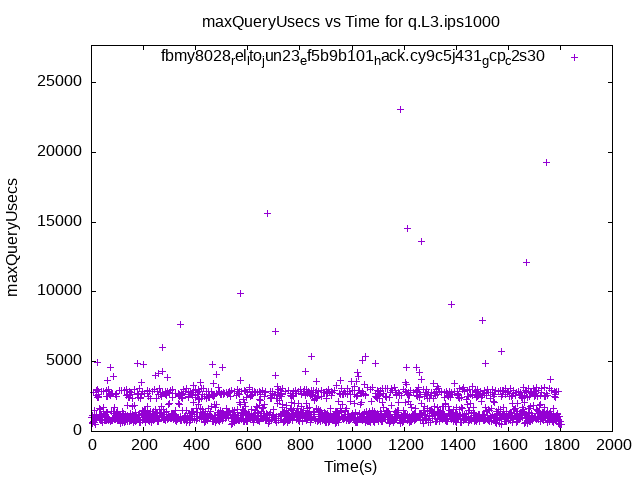 maxQueryUsecs vs Time for q.L3.ips1000
fbmy8028relltojun23ef5b9b101hack.cy9c5j431gcpc2s30
25000
20000
15000
10000
5000
0
maxQueryUsecs
0 200 400 600 800 1000 1200 1400 1600 1800 2000
Time(s)